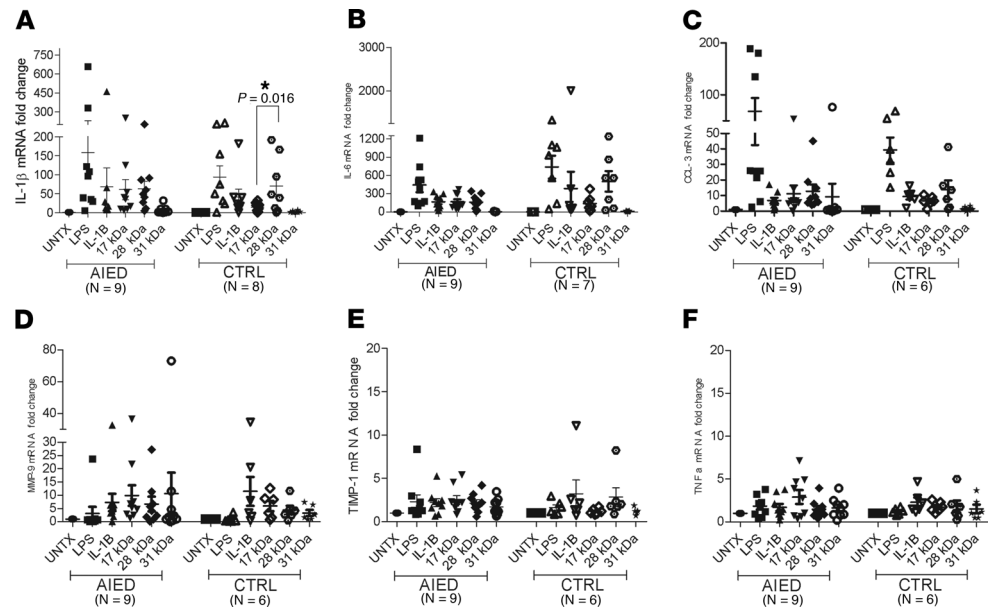 A
IL-1β mRNA fold change
750
600
450
300
200
150
100
50
0
* 
P = 0.016
UNTX
LPS
IL-1B
17 kDa
28 kDa
31 kDa
UNTX
LPS
IL-1B
17 kDa
28 kDa
31 kDa
AIED
(N = 9)
CTRL
(N = 8)
B
IL-6 mRNA fold change
3000
2000
1200
900
600
300
0
UNTX
LPS
IL-1B
17 kDa
28 kDa
31 kDa
UNTX
LPS
IL-1B
17 kDa
28 kDa
31 kDa
AIED
(N = 9)
CTRL
(N = 7)
C
CCL-3 mRNA fold change
200
100
50
40
30
20
10
0
UNTX
LPS
IL-1B
17 kDa
28 kDa
31 kDa
UNTX
LPS
IL-1B
17 kDa
28 kDa
31 kDa
AIED
(N = 9)
CTRL
(N = 6)
D
MMP-9 mRNA fold change
80
60
40
30
25
20
15
10
5
0
UNTX
LPS
IL-1B
17 kDa
28 kDa
31 kDa
UNTX
LPS
IL-1B
17 kDa
28 kDa
31 kDa
AIED
(N = 9)
CTRL
(N = 6)
E
TIMP-1 mRNA fold change
20
15
10
5
0
UNTX
LPS
IL-1B
17 kDa
28 kDa
31 kDa
UNTX
LPS
IL-1B
17 kDa
28 kDa
31 kDa
AIED
(N = 9)
CTRL
(N = 6)
F
TNFa mRNA fold change
20
15
10
5
0
UNTX
LPS
IL-1B
17 kDa
28 kDa
31 kDa
UNTX
LPS
IL-1B
17 kDa
28 kDa
31 kDa
AIED
(N = 9)
CTRL
(N = 6)